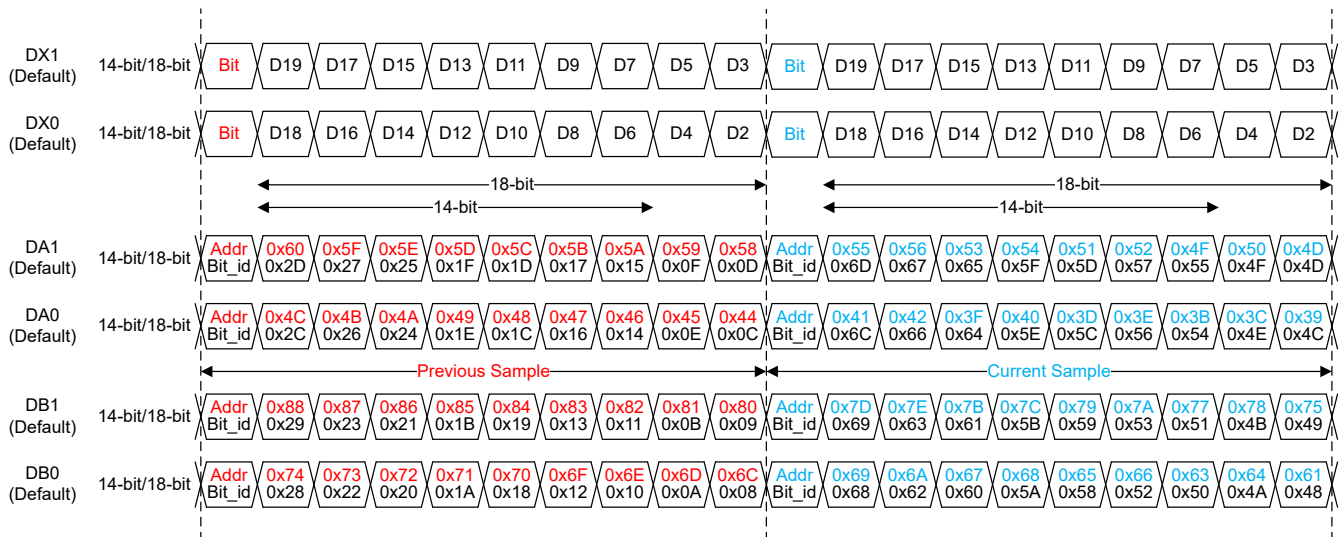 DX1
(Default)
14-bit/18-bit
Bit D19 D17 D15 D13 D11 D9 D7 D5 D3 Bit D19 D17 D15 D13 D11 D9 D7 D5 D3
DX0
(Default)
14-bit/18-bit
Bit D18 D16 D14 D12 D10 D8 D6 D4 D2 Bit D18 D16 D14 D12 D10 D8 D6 D4 D2
18-bit 18-bit
14-bit 14-bit
DA1
(Default)
14-bit/18-bit
Addr 0x60 0x5F 0x5E 0x5D 0x5C 0x5B 0x5A 0x59 0x58 Addr 0x55 0x56 0x53 0x54 0x51 0x52 0x4F 0x50 0x4D
Bit_id 0x2D 0x27 0x25 0x1F 0x1D 0x17 0x15 0x0F 0x0D Bit_id 0x6D 0x67 0x65 0x5F 0x5D 0x57 0x55 0x4F 0x4D
DA0
(Default)
14-bit/18-bit
Addr 0x4C 0x4B 0x4A 0x49 0x48 0x47 0x46 0x45 0x44 Addr 0x41 0x42 0x3F 0x40 0x3D 0x3E 0x3B 0x3C 0x39
Bit_id 0x2C 0x26 0x24 0x1E 0x1C 0x16 0x14 0x0E 0x0C Bit_id 0x6C 0x66 0x64 0x5E 0x5C 0x56 0x54 0x4E 0x4C
Previous Sample Current Sample
DB1
(Default)
14-bit/18-bit
Addr 0x88 0x87 0x86 0x85 0x84 0x83 0x82 0x81 0x80 Addr 0x7D 0x7E 0x7B 0x7C 0x79 0x7A 0x77 0x78 0x75
Bit_id 0x29 0x23 0x21 0x1B 0x19 0x13 0x11 0x0B 0x09 Bit_id 0x69 0x63 0x61 0x5B 0x59 0x53 0x51 0x4B 0x49
DB0
(Default)
14-bit/18-bit
Addr 0x74 0x73 0x72 0x71 0x70 0x6F 0x6E 0x6D 0x6C Addr 0x69 0x6A 0x67 0x68 0x65 0x66 0x63 0x64 0x61
Bit_id 0x28 0x22 0x20 0x1A 0x18 0x12 0x10 0x0A 0x08 Bit_id 0x68 0x62 0x60 0x5A 0x58 0x52 0x50 0x4A 0x48